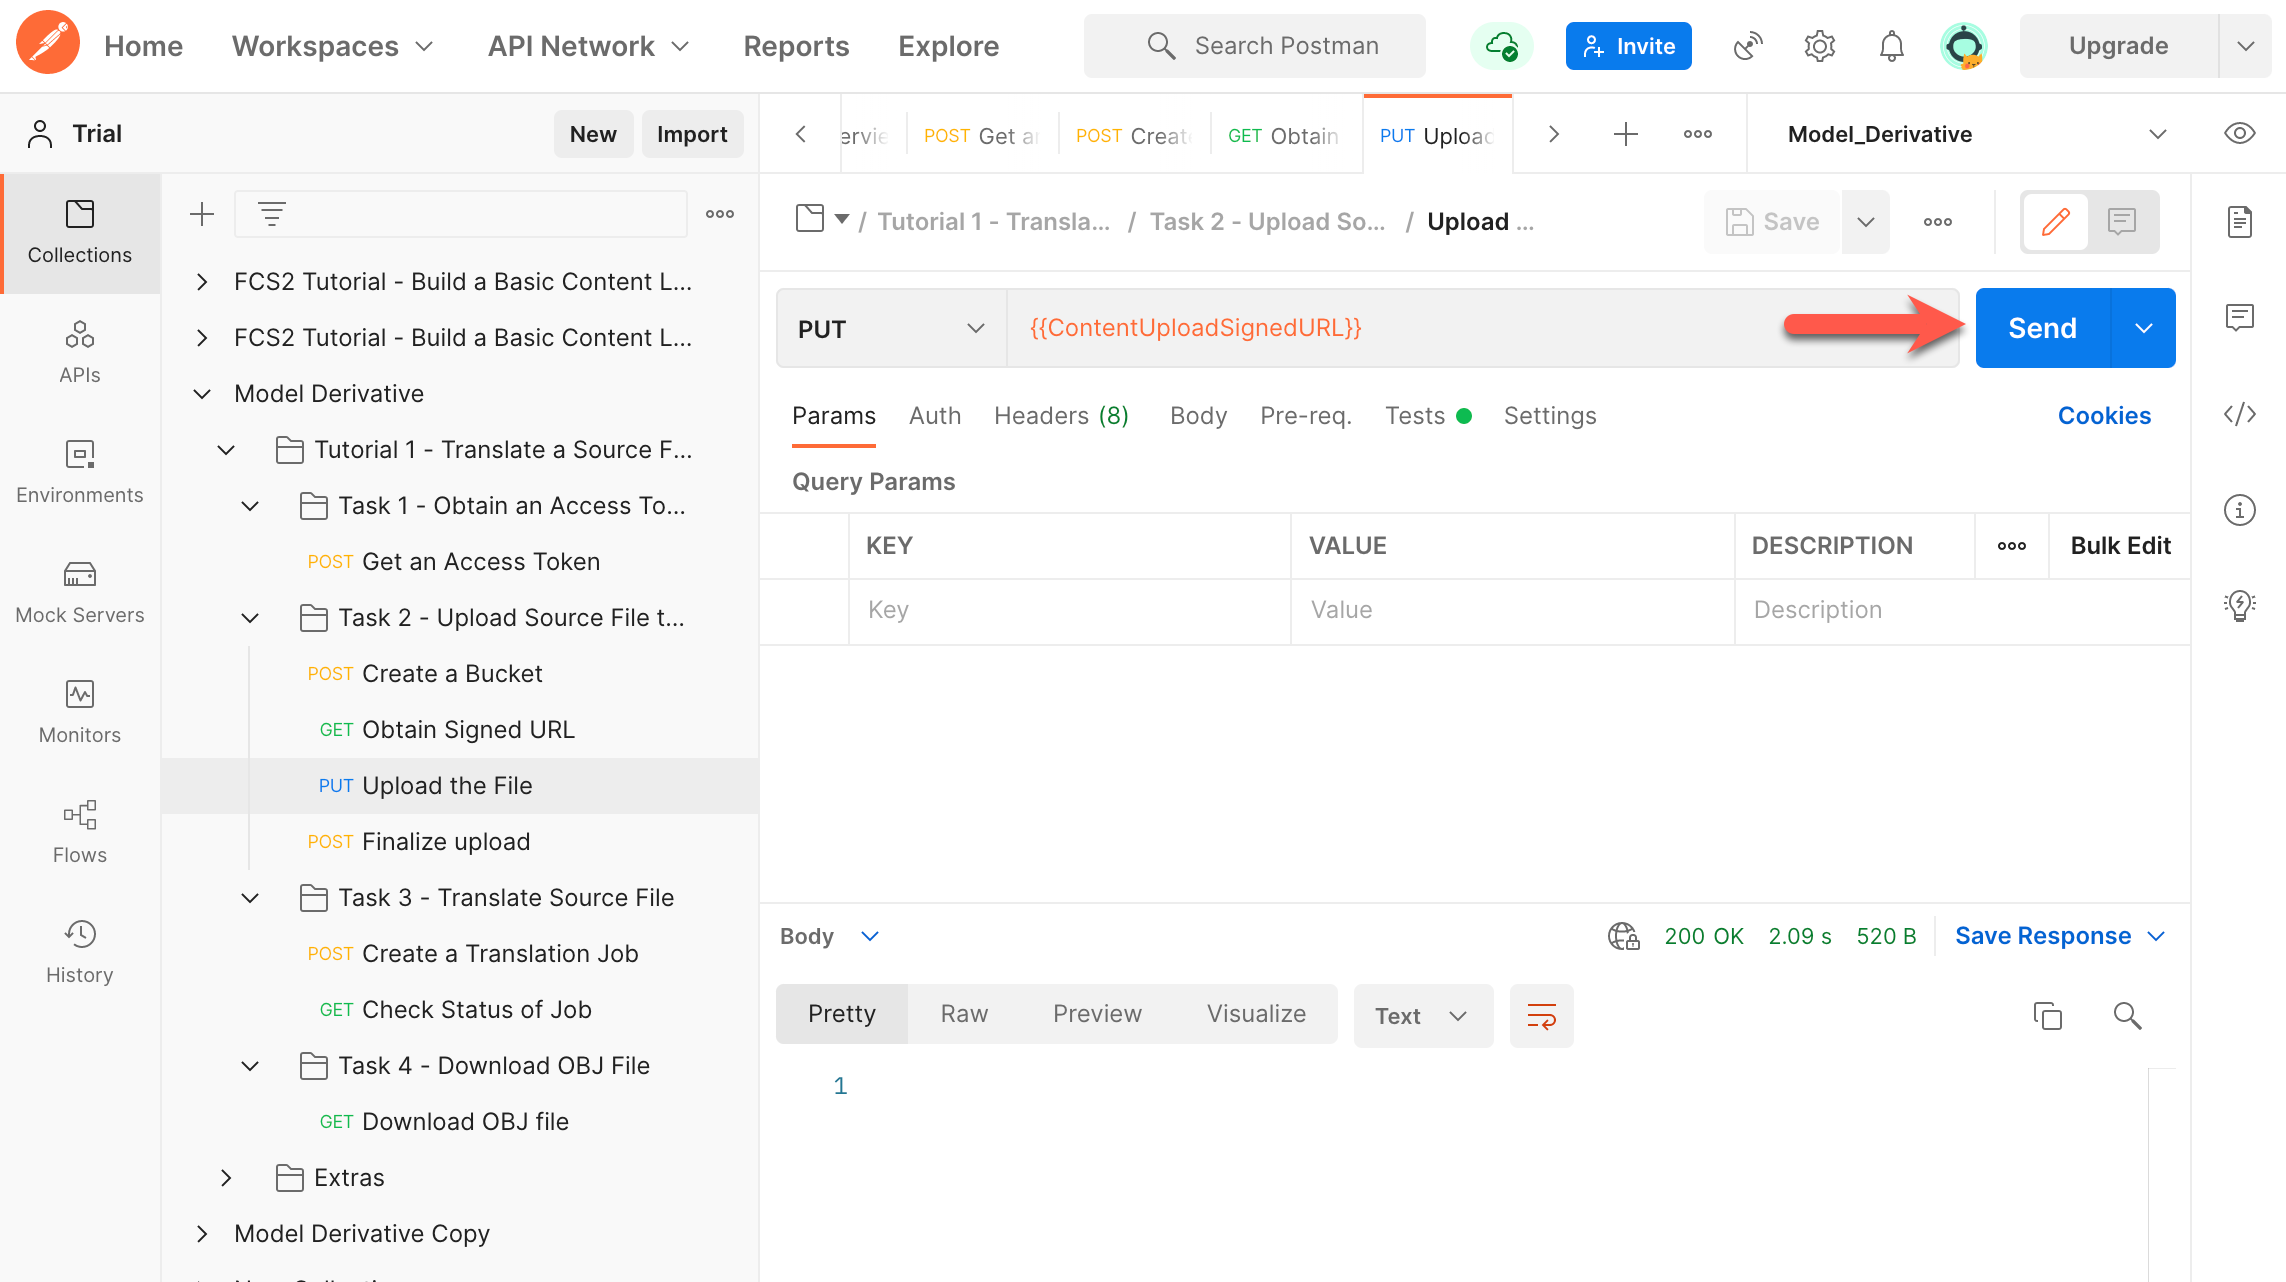 Home Workspaces API Network Reports Explore Search Postman Invite Upgrade
Trial New Import
POST Get POST Create GET Obtain PUT Upload Model_Derivative
Collections
APIs
Environments
Mock Servers
Monitors
Flows
History
FCS2 Tutorial - Build a Basic Content L...
FCS2 Tutorial - Build a Basic Content L...
Model Derivative
Tutorial 1 - Translate a Source F...
Task 1 - Obtain an Access To...
POST Get an Access Token
Task 2 - Upload Source File t...
POST Create a Bucket
GET Obtain Signed URL
PUT Upload the File
POST Finalize upload
Task 3 - Translate Source File
POST Create a Translation Job
GET Check Status of Job
Task 4 - Download OBJ File
GET Download OBJ file
Extras
Model Derivative Copy
/ Tutorial 1 - Transla... / Task 2 - Upload So... / Upload ... Save
PUT {{ContentUploadSignedURL}} Send
Params Auth Headers (8) Body Pre-req. Tests Settings Cookies
Query Params
KEY VALUE DESCRIPTION Bulk Edit
Key Value Description
Body 200 OK 2.09 s 520 B Save Response
Pretty Raw Preview Visualize Text
1